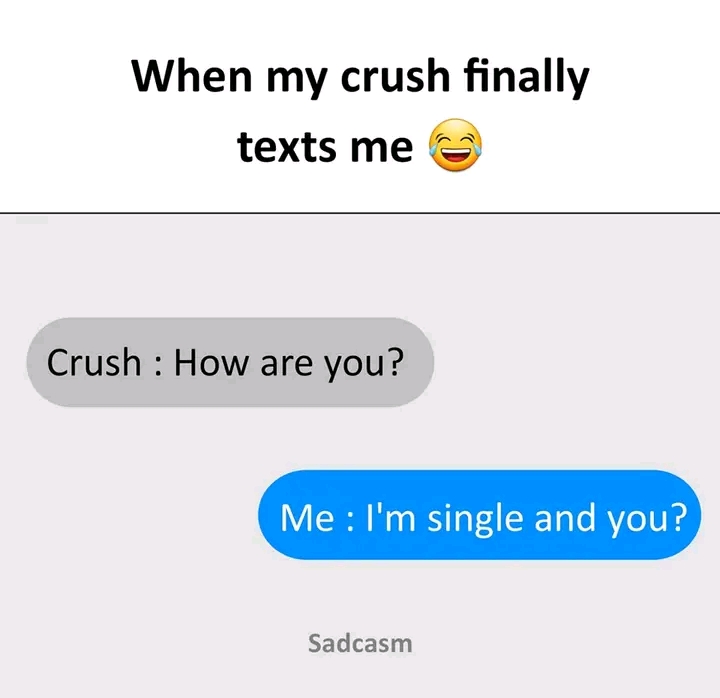 When my crush finally
texts me 😂
Crush : How are you?
Me : I'm single and you?
Sadcasm